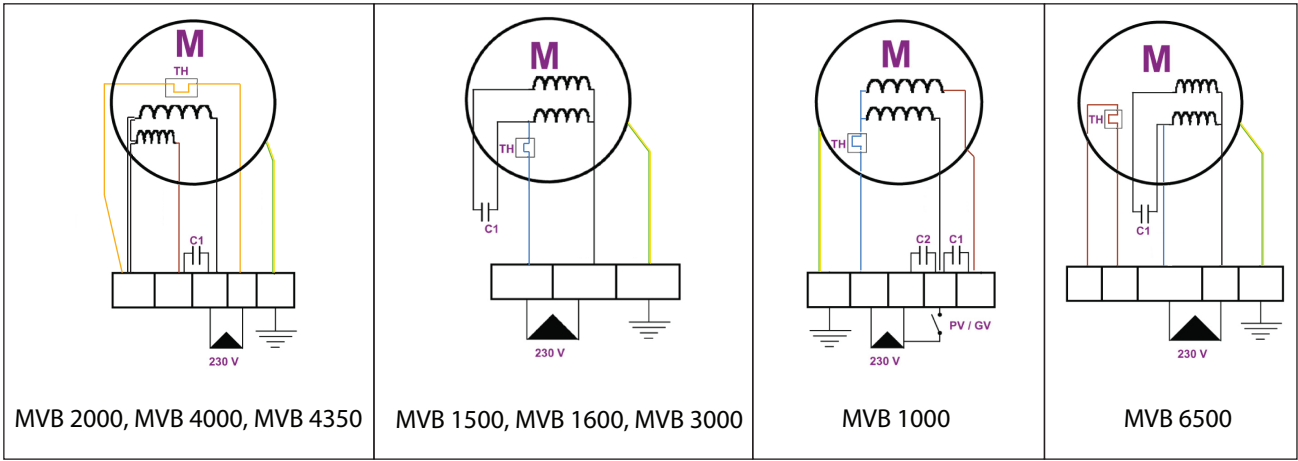 M
TH
C1
230 V
MVB 2000, MVB 4000, MVB 4350
M
TH
C1
230 V
MVB 1500, MVB 1600, MVB 3000
M
TH
C2 C1
PV / GV
230 V
MVB 1000
M
TH
C1
230 V
MVB 6500